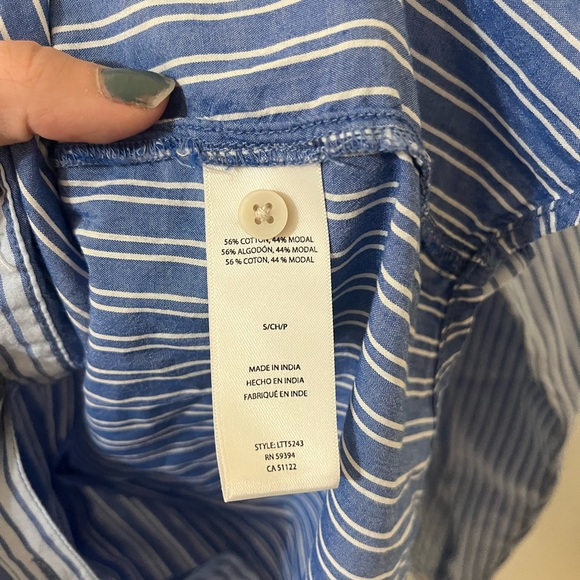 56% COTTON, 44% MODAL
56% ALGODÓN, 44% MODAL
56 % COTON, 44 % MODAL
S/CH/P
MADE IN INDIA
HECHO EN INDIA
FABRIQUÉ EN INDE
STYLE: LTT5243
RN 59394
CA 51122